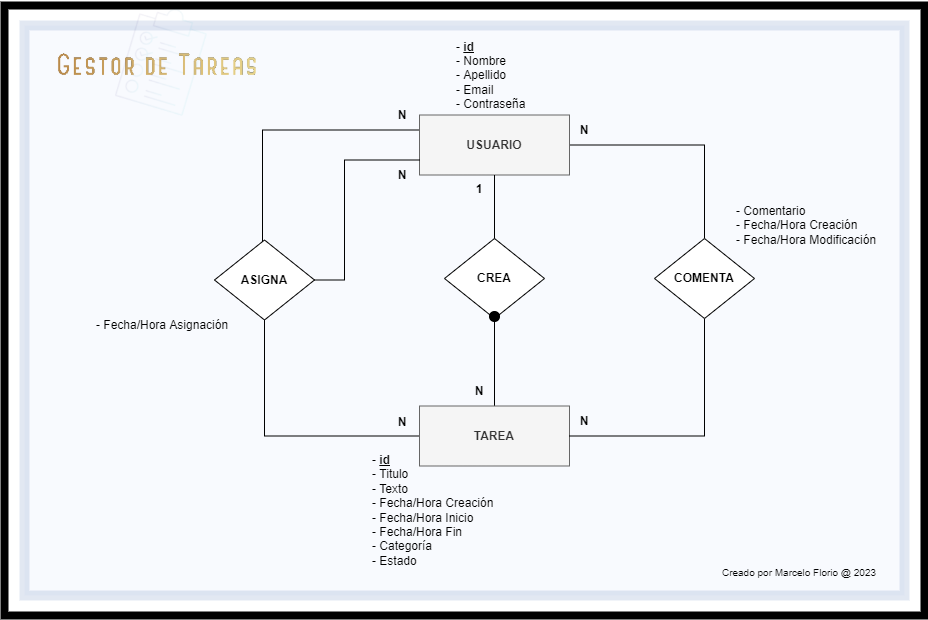 GESTOR DE TAREAS
- id
- Nombre
- Apellido
- Email
- Contraseña
N
USUARIO
N
N
1
- Comentario
- Fecha/Hora Creación
- Fecha/Hora Modificación
ASIGNA
CREA
COMENTA
- Fecha/Hora Asignación
N
N
TAREA
N
- id
- Titulo
- Texto
- Fecha/Hora Creación
- Fecha/Hora Inicio
- Fecha/Hora Fin
- Categoría
- Estado
Creado por Marcelo Florio @ 2023